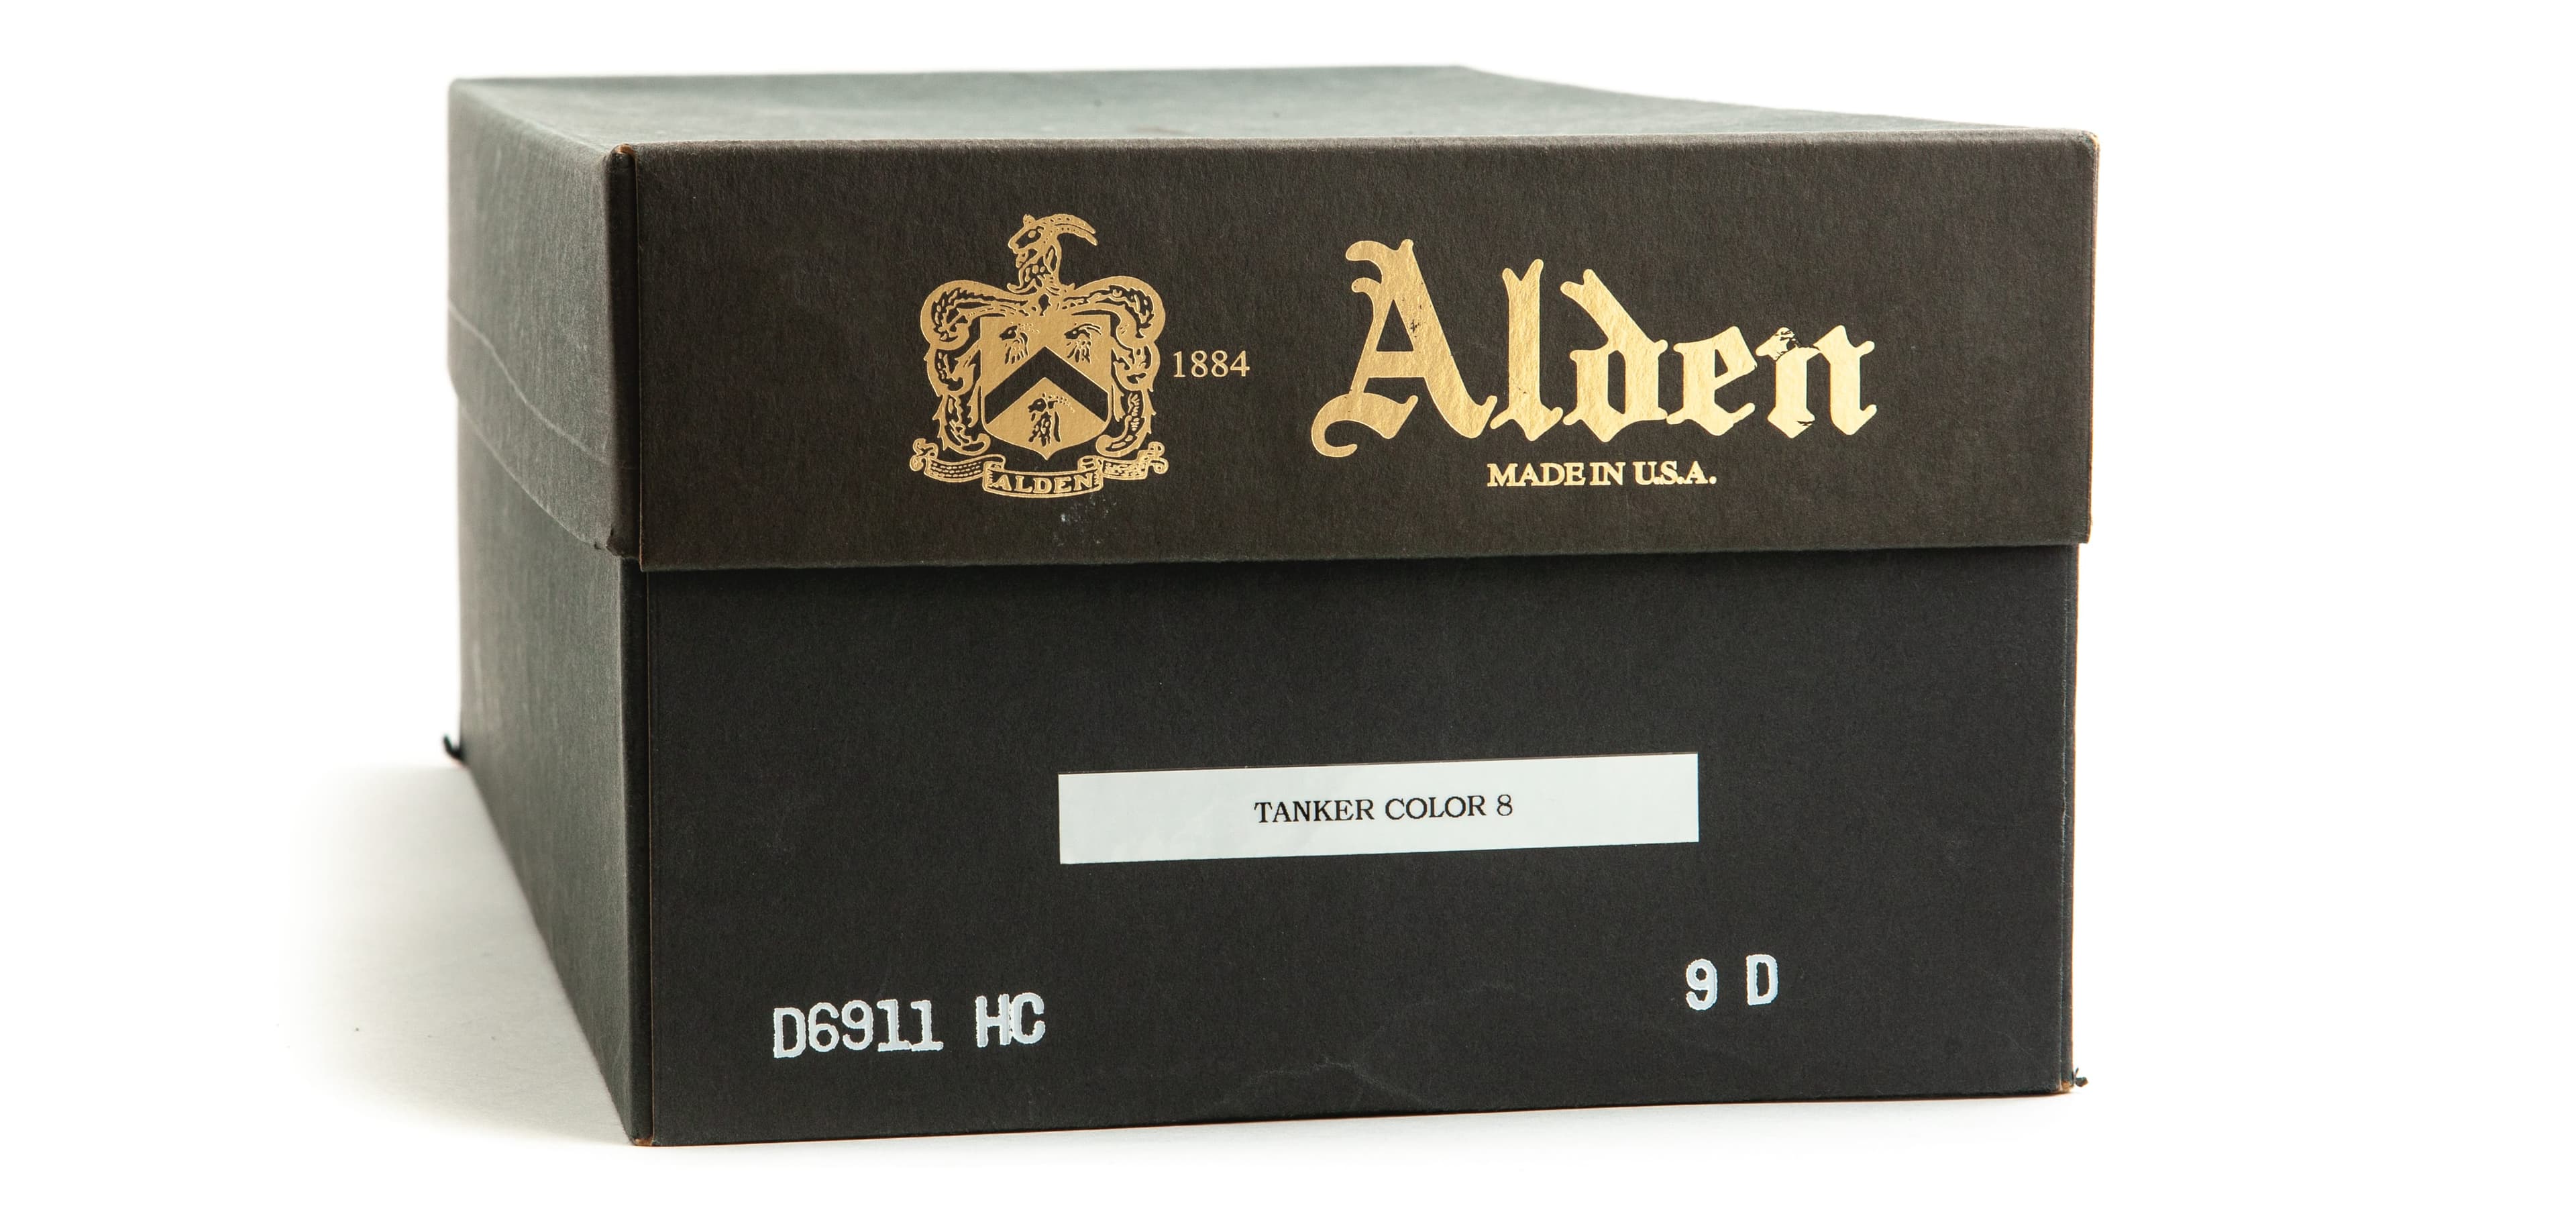 1884
Alden
ALDEN
MADE IN U.S.A.
TANKER COLOR 8
D6911 HC
9 D